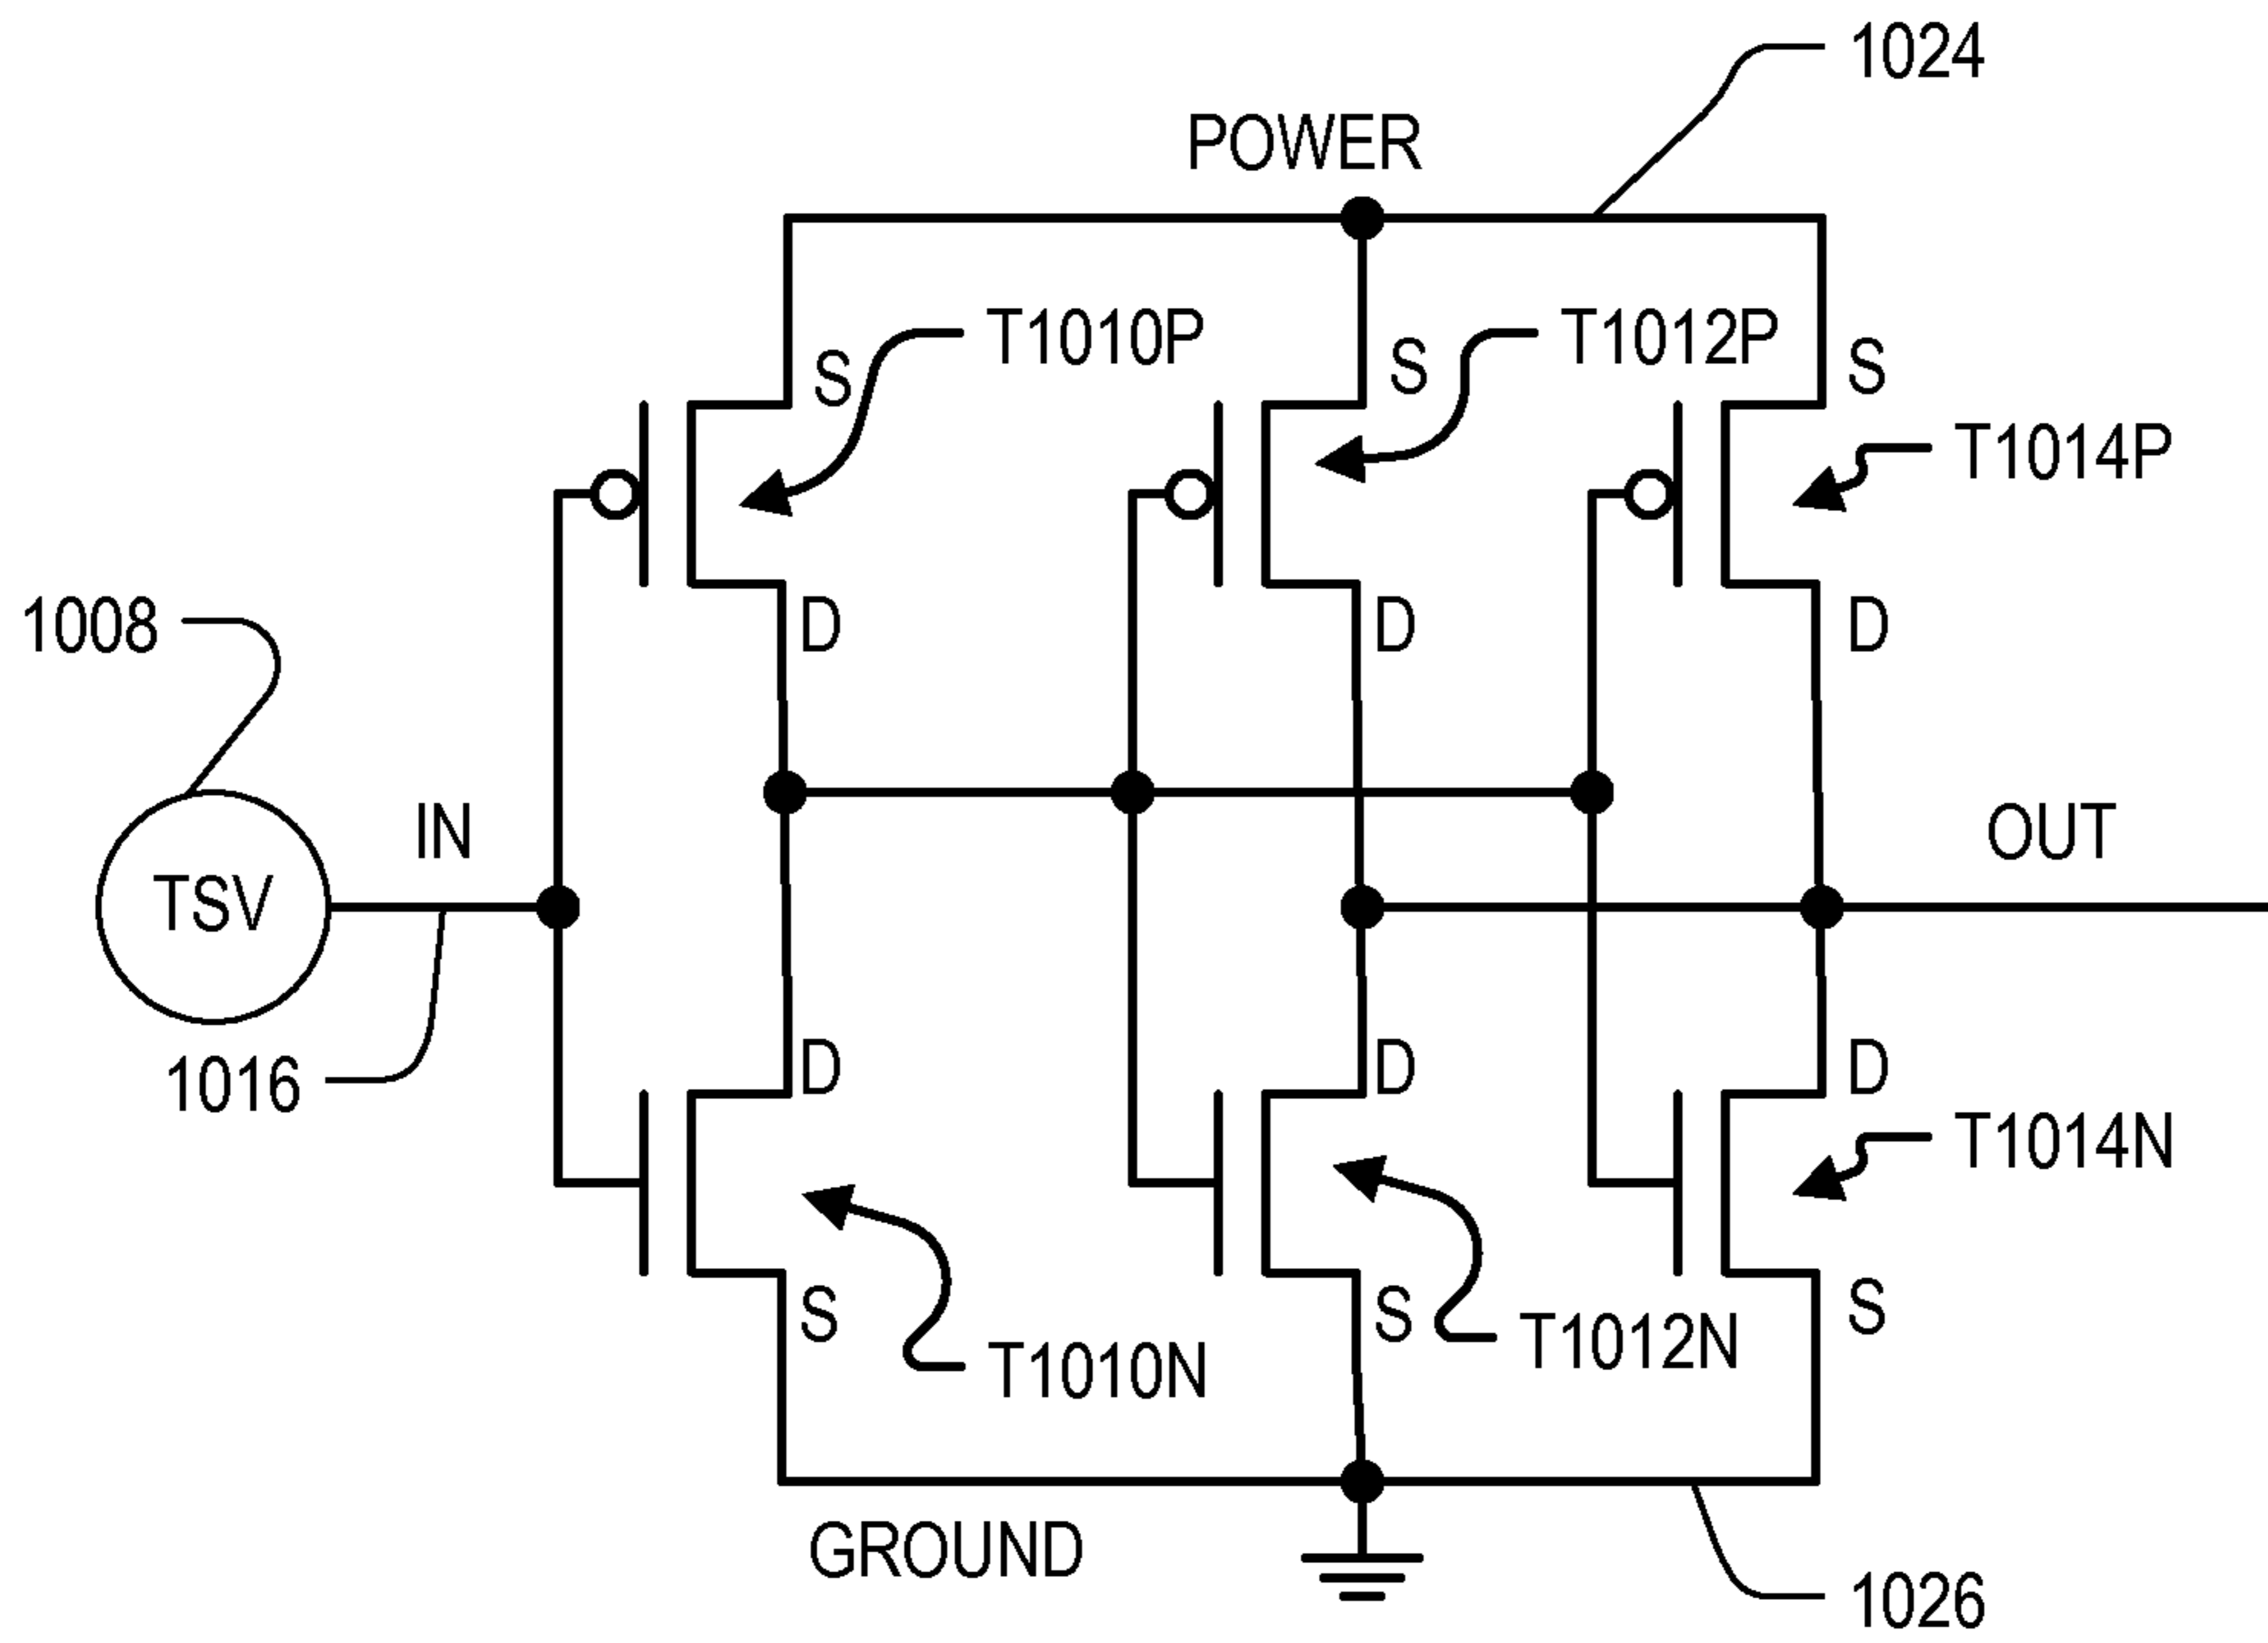 1024
POWER
T1010P
T1012P
S
S
S
T1014P
1008
D
D
D
IN
OUT
TSV
1016
D
D
D
T1014N
S
S
S
T1010N
T1012N
GROUND
1026